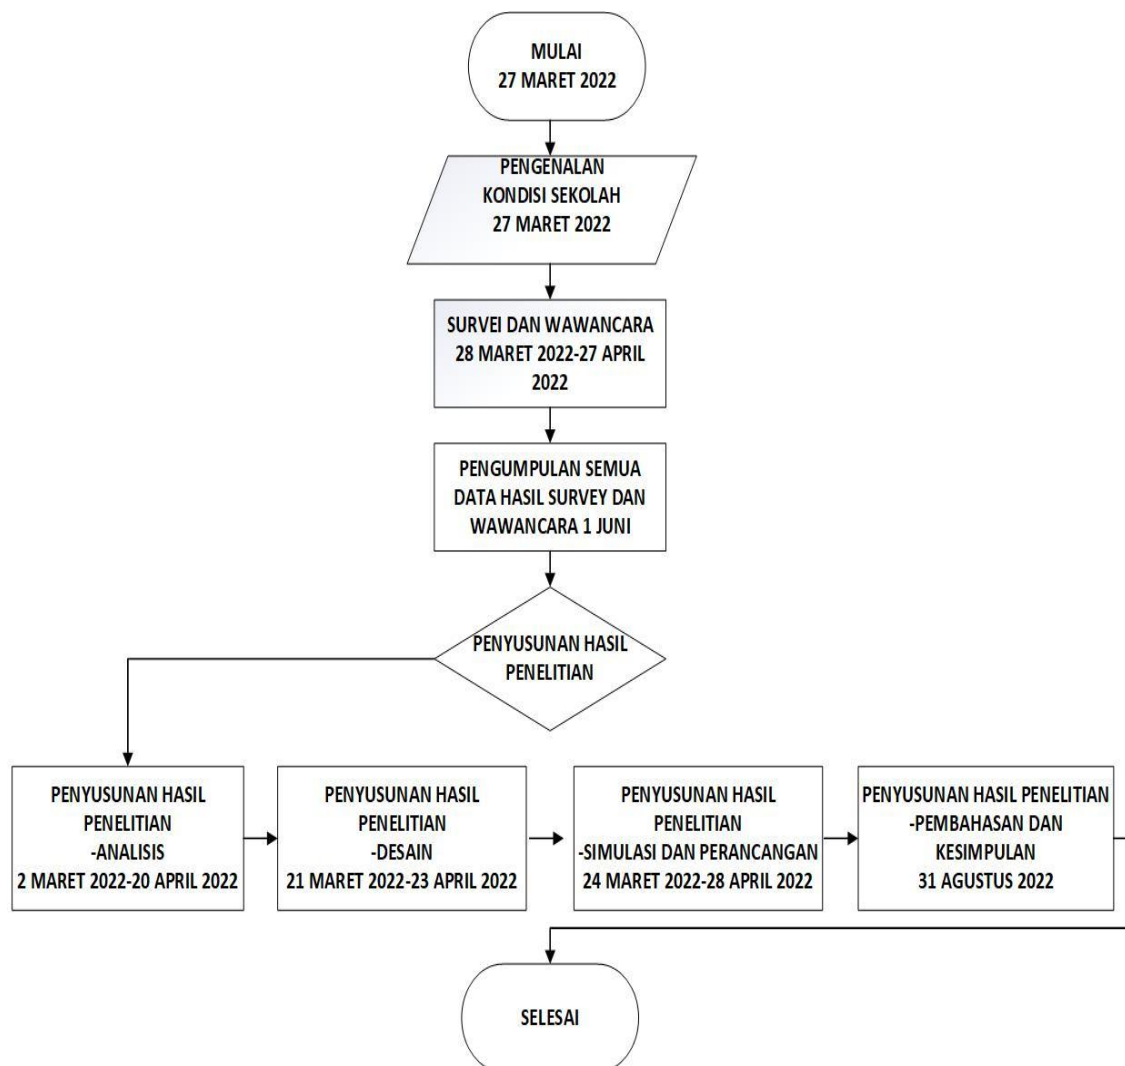 MULAI
27 MARET 2022
PENGENALAN
KONDISI SEKOLAH
27 MARET 2022
SURVEI DAN WAWANCARA
28 MARET 2022-27 APRIL
2022
PENGUMPULAN SEMUA
DATA HASIL SURVEY DAN
WAWANCARA 1 JUNI
PENYUSUNAN HASIL
PENELITIAN
PENYUSUNAN HASIL
PENELITIAN
-ANALISIS
2 MARET 2022-20 APRIL 2022
PENYUSUNAN HASIL
PENELITIAN
-DESAIN
21 MARET 2022-23 APRIL 2022
PENYUSUNAN HASIL
PENELITIAN
-SIMULASI DAN PERANCANGAN
24 MARET 2022-28 APRIL 2022
PENYUSUNAN HASIL PENELITIAN
-PEMBAHASAN DAN
KESIMPULAN
31 AGUSTUS 2022
SELESAI